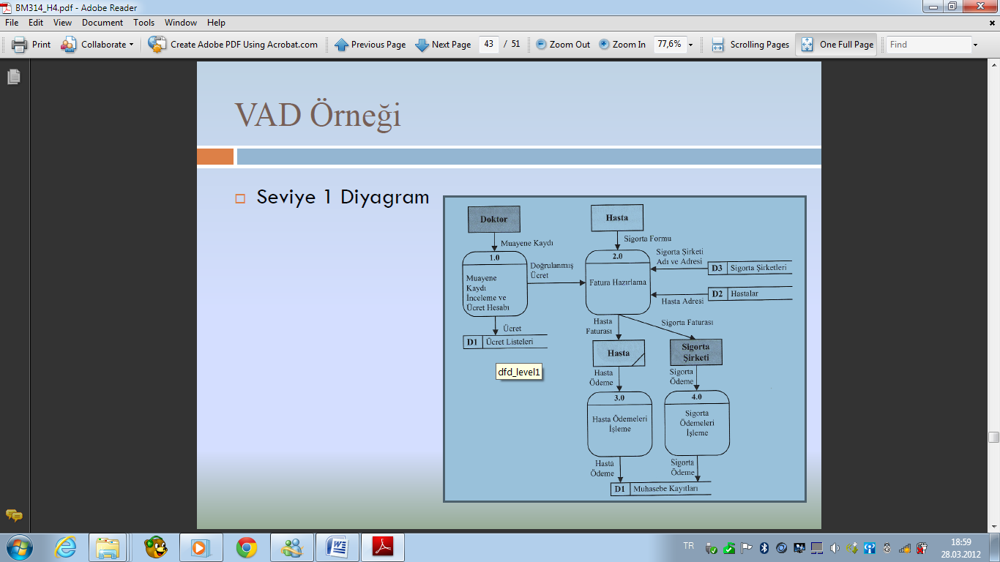 BM314_H4.pdf - Adobe Reader
File Edit View Document Tools Window Help
Print Collaborate Create Adobe PDF Using Acrobat.com Previous Page Next Page 43 / 51 Zoom Out Zoom In 77,6% Scrolling Pages One Full Page Find
VAD Örneği
Seviye 1 Diyagram
Doktor
Hasta
Muayene Kaydı
Sigorta Formu
1.0
Muayene
Kaydı
İnceleme ve
Ücret Hesabı
Doğrulanmış
Ücret
2.0
Fatura Hazırlama
Sigorta Şirketi
Adı ve Adresi
D3 Sigorta Şirketleri
D2 Hastalar
Hasta Adresi
Ücret
D1 Ücret Listeleri
Hasta
Faturası
Sigorta Faturası
Hasta
Sigorta
Şirketi
dfd_level1
Hasta
Ödeme
Sigorta
Ödeme
3.0
Hasta Ödemeleri
İşleme
4.0
Sigorta
Ödemeleri
İşleme
Hasta
Ödeme
Sigorta
Ödeme
D1 Muhasebe Kayıtları
TR
18:59
28.03.2012